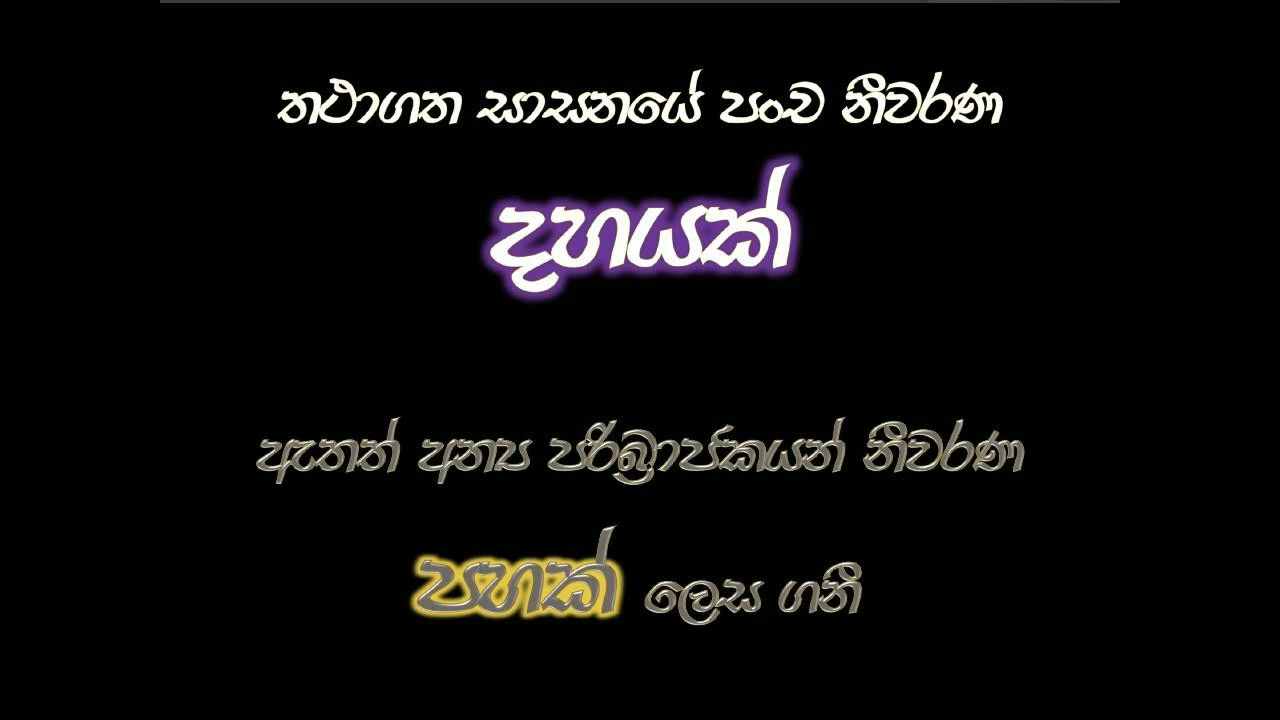 තථාගත සාසනයේ පංච නීවරණ
දහයක්
ඇතත් අන්‍ය පරිබ්‍රාජකයන් නීවරණ
පහක් ලෙස ගනී